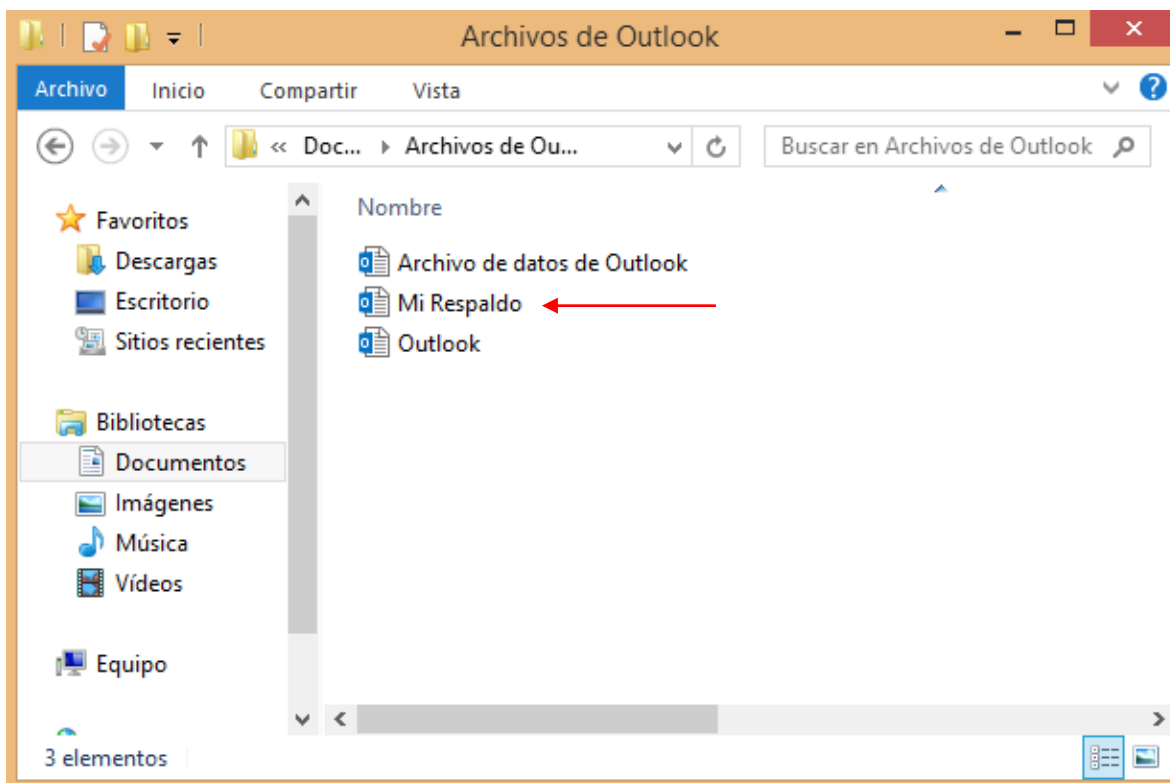 Archivos de Outlook
Archivo Inicio Compartir Vista
« Doc... Archivos de Ou... Buscar en Archivos de Outlook
Nombre
Favoritos
Descargas
Escritorio
Sitios recientes
Bibliotecas
Documentos
Imágenes
Música
Vídeos
Equipo
Archivo de datos de Outlook
Mi Respaldo
Outlook
3 elementos